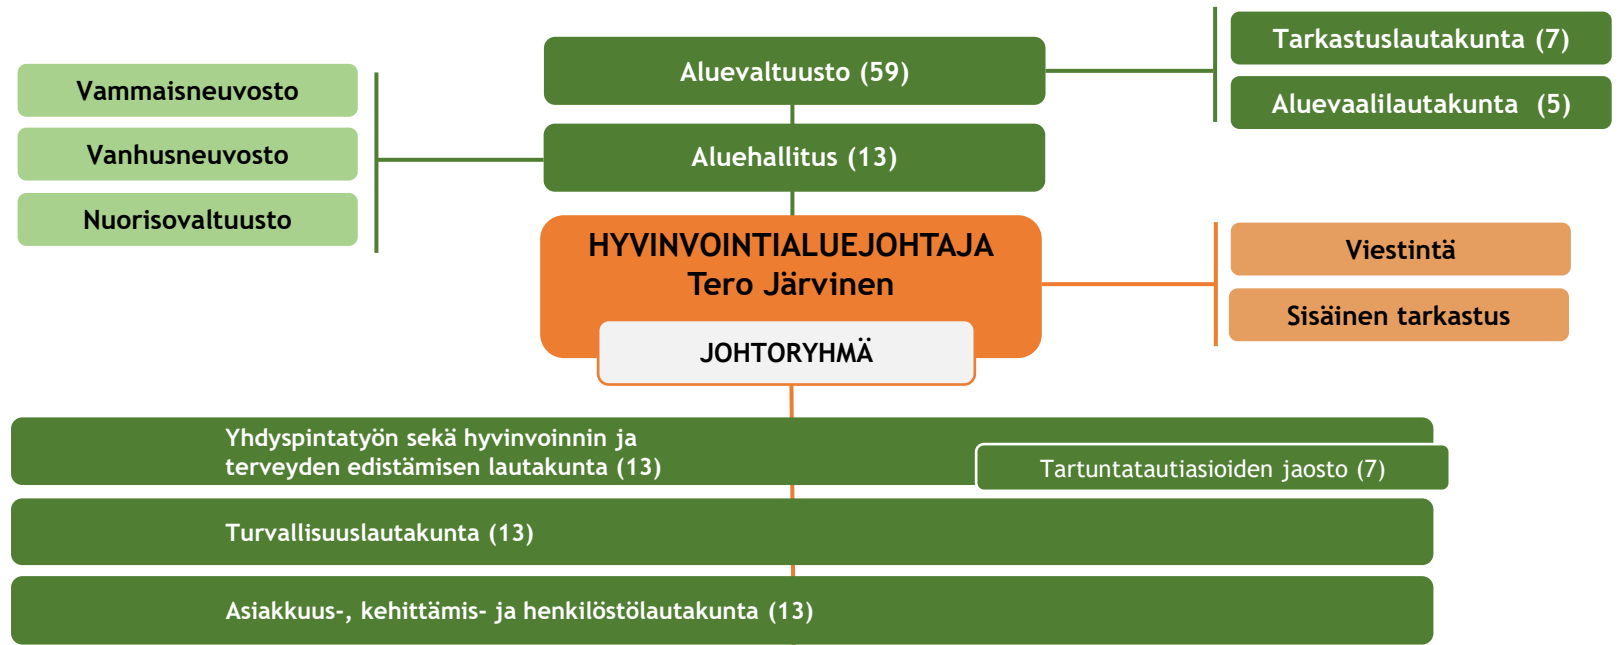 Vammaisneuvosto
Vanhusneuvosto
Nuorisovaltuusto
Aluevaltuusto (59)
Aluehallitus (13)
Tarkastuslautakunta (7)
Aluevaalilautakunta (5)
HYVINVOINTIALUEJOHTAJA
Tero Järvinen
JOHTORYHMÄ
Viestintä
Sisäinen tarkastus
Yhdyspintatyön sekä hyvinvoinnin ja
terveyden edistämisen lautakunta (13)
Tartuntatautiasioiden jaosto (7)
Turvallisuuslautakunta (13)
Asiakkuus-, kehittämis- ja henkilöstölautakunta (13)